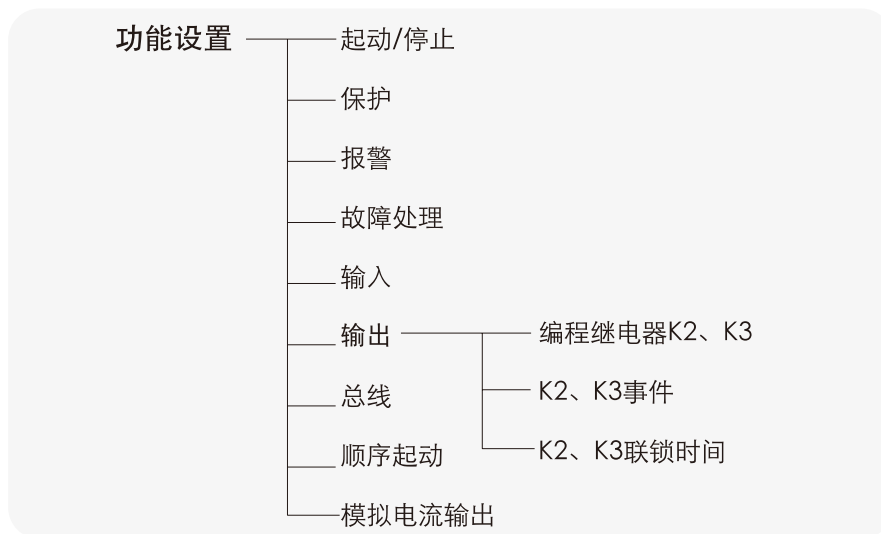 功能设置
起动/停止
保护
报警
故障处理
输入
输出
编程继电器K2、K3
K2、K3事件
K2、K3联锁时间
总线
顺序起动
模拟电流输出